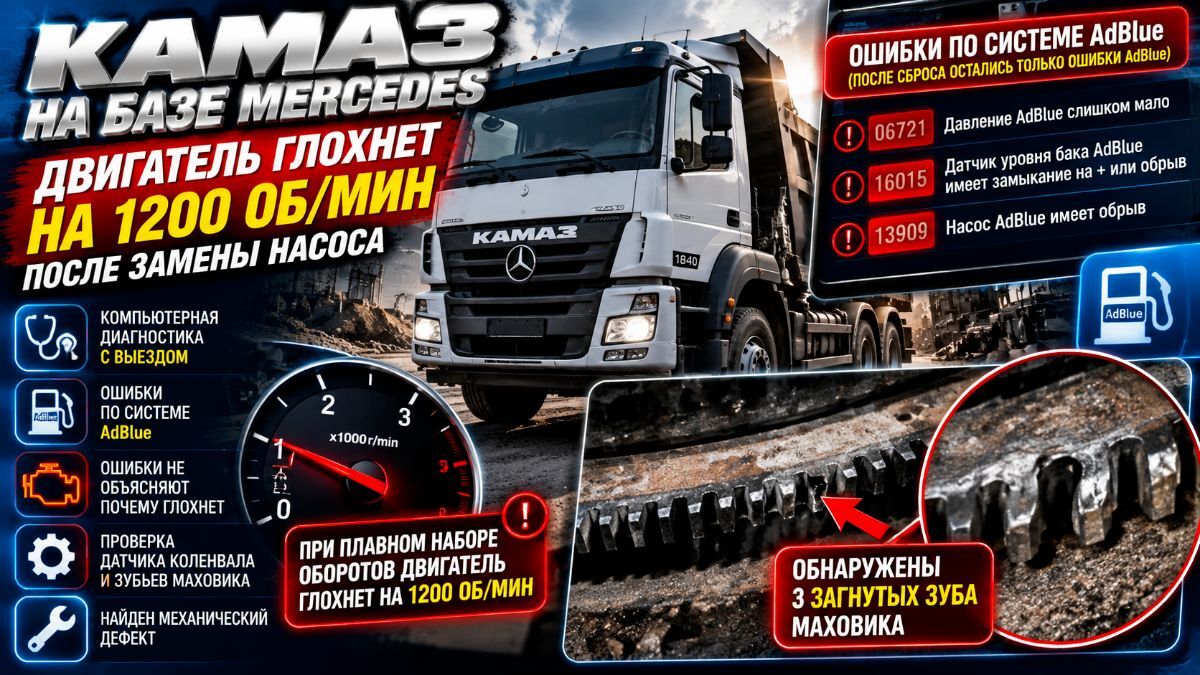 КАМАЗ
НА БАЗЕ MERCEDES
ДВИГАТЕЛЬ ГЛОХНЕТ
НА 1200 ОБ/МИН
ПОСЛЕ ЗАМЕНЫ НАСОСА
КОМПЬЮТЕРНАЯ
ДИАГНОСТИКА
С ВЫЕЗДОМ
AdBlue
ОШИБКИ
ПО СИСТЕМЕ
AdBlue
ОШИБКИ НЕ
ОБЪЯСНЯЮТ
ПОЧЕМУ ГЛОХНЕТ
ПРОВЕРКА
ДАТЧИКА КОЛЕНВАЛА
И ЗУБЬЕВ МАХОВИКА
НАЙДЕН МЕХАНИЧЕСКИЙ
ДЕФЕКТ
0
1
2
3
x1000 r/min
! ПРИ ПЛАВНОМ НАБОРЕ
ОБОРОТОВ ДВИГАТЕЛЬ
ГЛОХНЕТ НА 1200 ОБ/МИН
КАМАЗ
1840
ОШИБКИ ПО СИСТЕМЕ AdBlue
(ПОСЛЕ СБРОСА ОСТАЛИСЬ ТОЛЬКО ОШИБКИ AdBlue)
! 06721 Давление AdBlue слишком мало
! 16015 Датчик уровня бака AdBlue
имеет замыкание на + или обрыв
! 13909 Насос AdBlue имеет обрыв
AdBlue
ОБНАРУЖЕНЫ
3 ЗАГНУТЫХ ЗУБА
МАХОВИКА